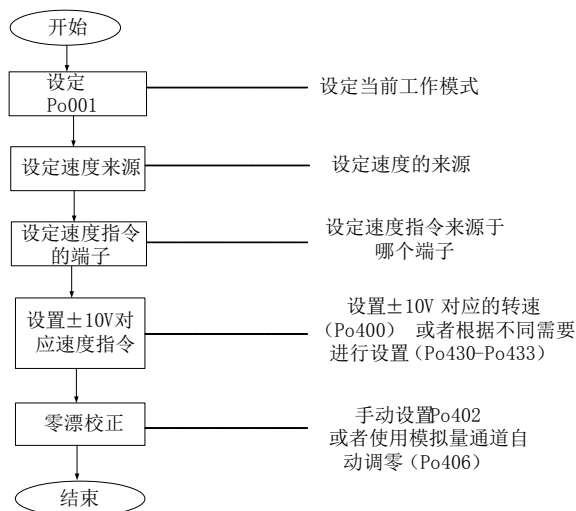 开始
设定
Po001
设定当前工作模式
设定速度来源
设定速度的来源
设定速度指令
的端子
设定速度指令来源于
哪个端子
设置±10V对
应速度指令
设置±10V 对应的转速
（Po400） 或者根据不同需要
进行设置（Po430-Po433）
零漂校正
手动设置Po402
或者使用模拟量通道自
动调零（Po406）
结束